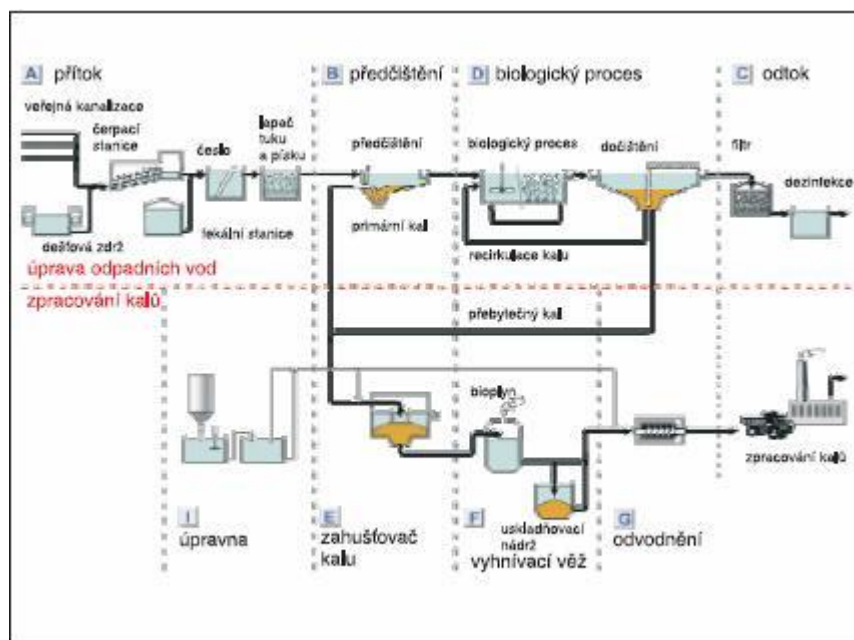 A přítok
B předčištění
D biologický proces
C odtok
veřejná kanalizace
čerpací
stanice
česlo
lapač
tuku
a písku
předčištění
biologický proces
dočištění
filtr
dezinfekce
dešťová zdrž
fekální stanice
primární kal
recirkulace kalu
úprava odpadních vod
zpracování kalů
přebytečný kal
bioplyn
zpracování kalů
I
úpravna
E
zahušťovač
kalu
F
uskladňovací
nádrž
vyhnívací věž
G
odvodnění